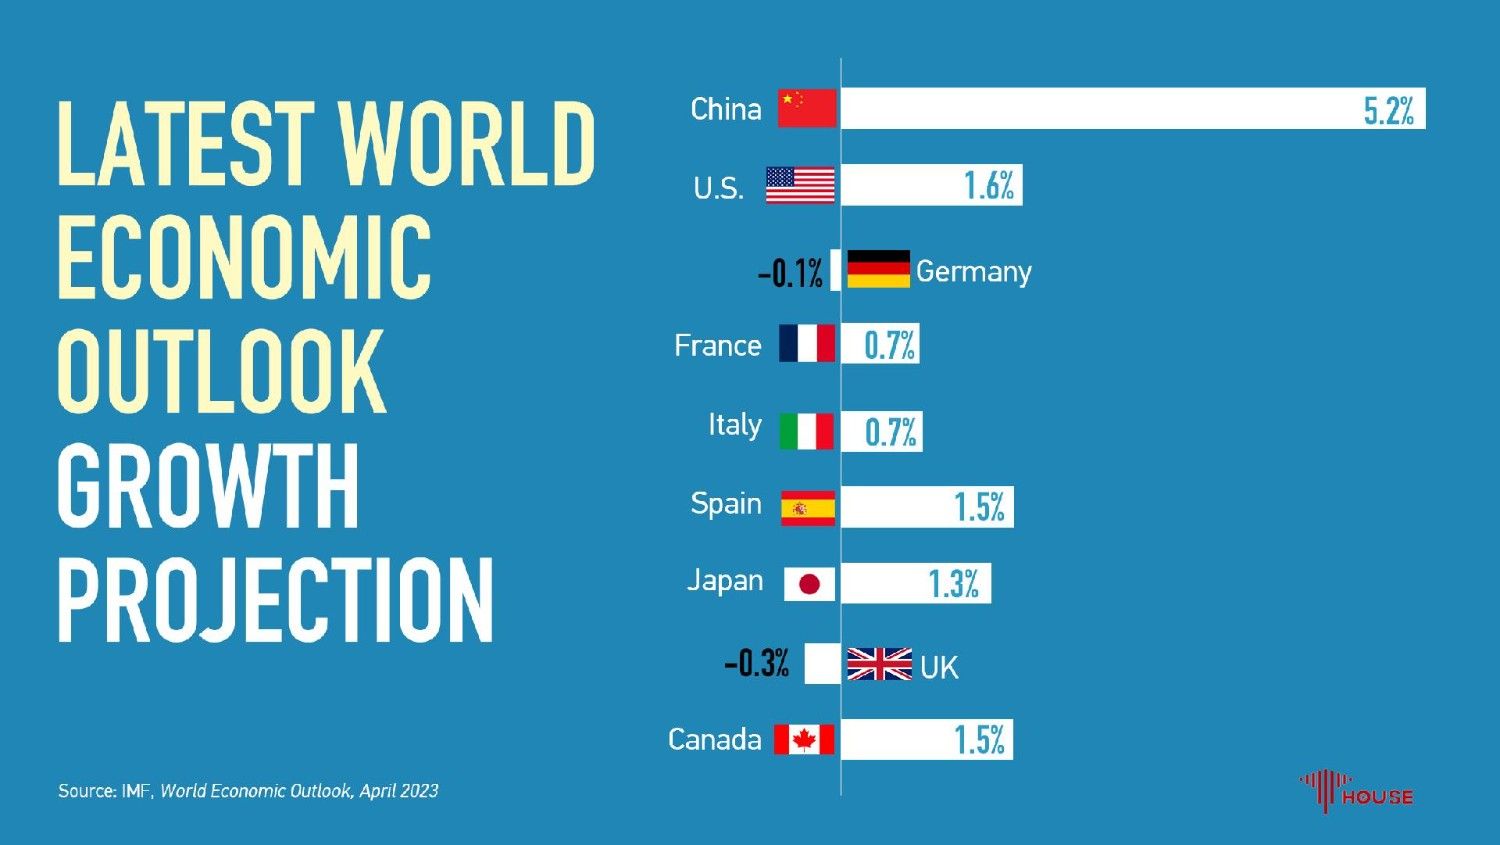 LATEST WORLD
ECONOMIC
OUTLOOK
GROWTH
PROJECTION
China 5.2%
U.S. 1.6%
-0.1% Germany
France 0.7%
Italy 0.7%
Spain 1.5%
Japan 1.3%
-0.3% UK
Canada 1.5%
Source: IMF, World Economic Outlook, April 2023
HOUSE